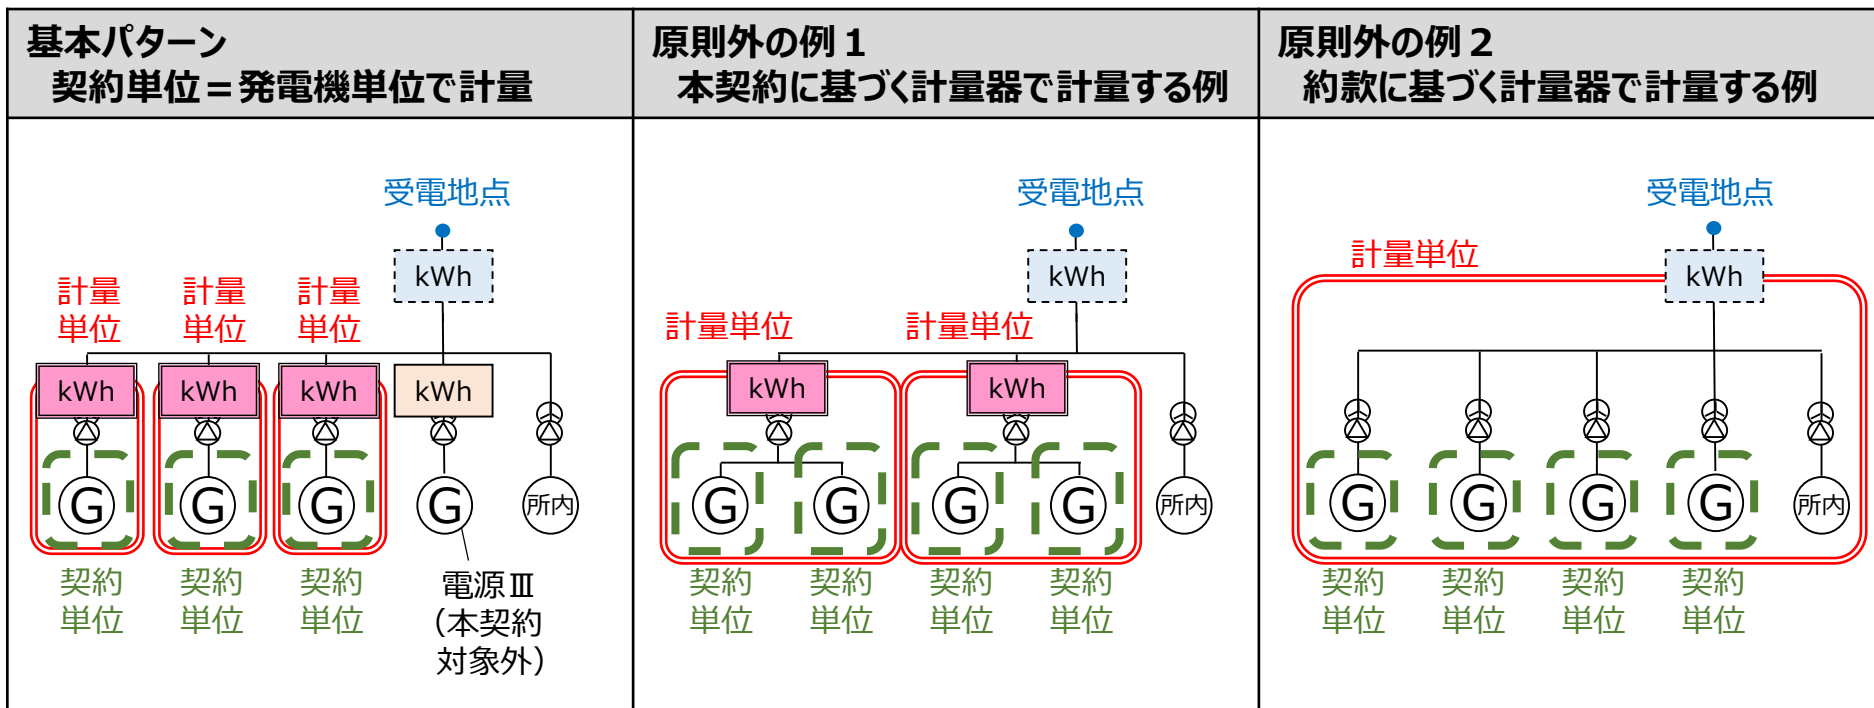 基本パターン
契約単位＝発電機単位で計量
受電地点
kWh
計量
単位
計量
単位
計量
単位
kWh
kWh
kWh
kWh
G
G
G
G
所内
契約
単位
契約
単位
契約
単位
電源Ⅲ
（本契約
対象外）
原則外の例１
本契約に基づく計量器で計量する例
受電地点
kWh
計量単位
計量単位
kWh
kWh
G
G
G
G
所内
契約
単位
契約
単位
契約
単位
契約
単位
原則外の例２
約款に基づく計量器で計量する例
受電地点
計量単位
kWh
G
G
G
G
所内
契約
単位
契約
単位
契約
単位
契約
単位